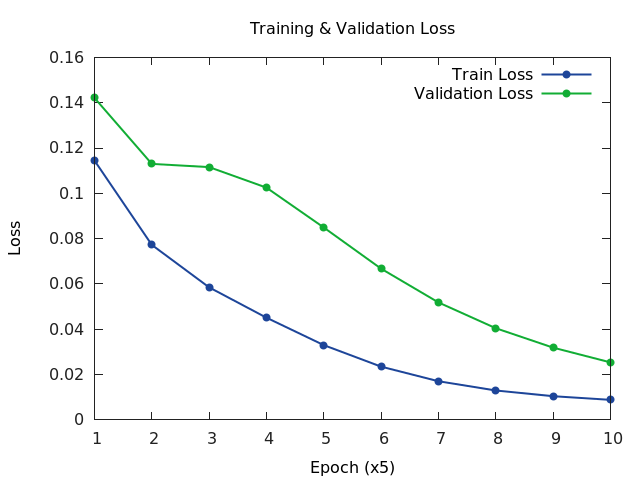 Training & Validation Loss
0.16
0.14
0.12
0.1
0.08
0.06
0.04
0.02
0
Loss
Train Loss
Validation Loss
1 2 3 4 5 6 7 8 9 10
Epoch (x5)